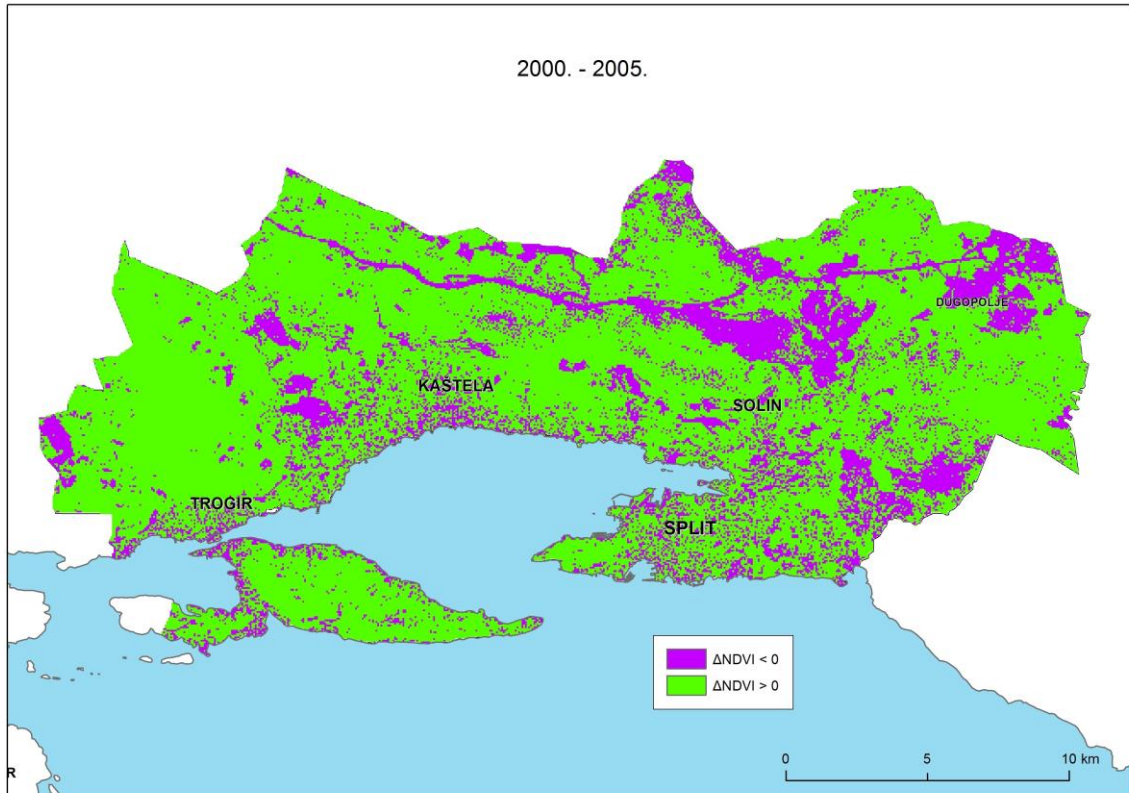 2000. - 2005.
DUGOPOLJE
KAŠTELA
SOLIN
TROGIR
SPLIT
ΔNDVI < 0
ΔNDVI > 0
0 5 10 km
R